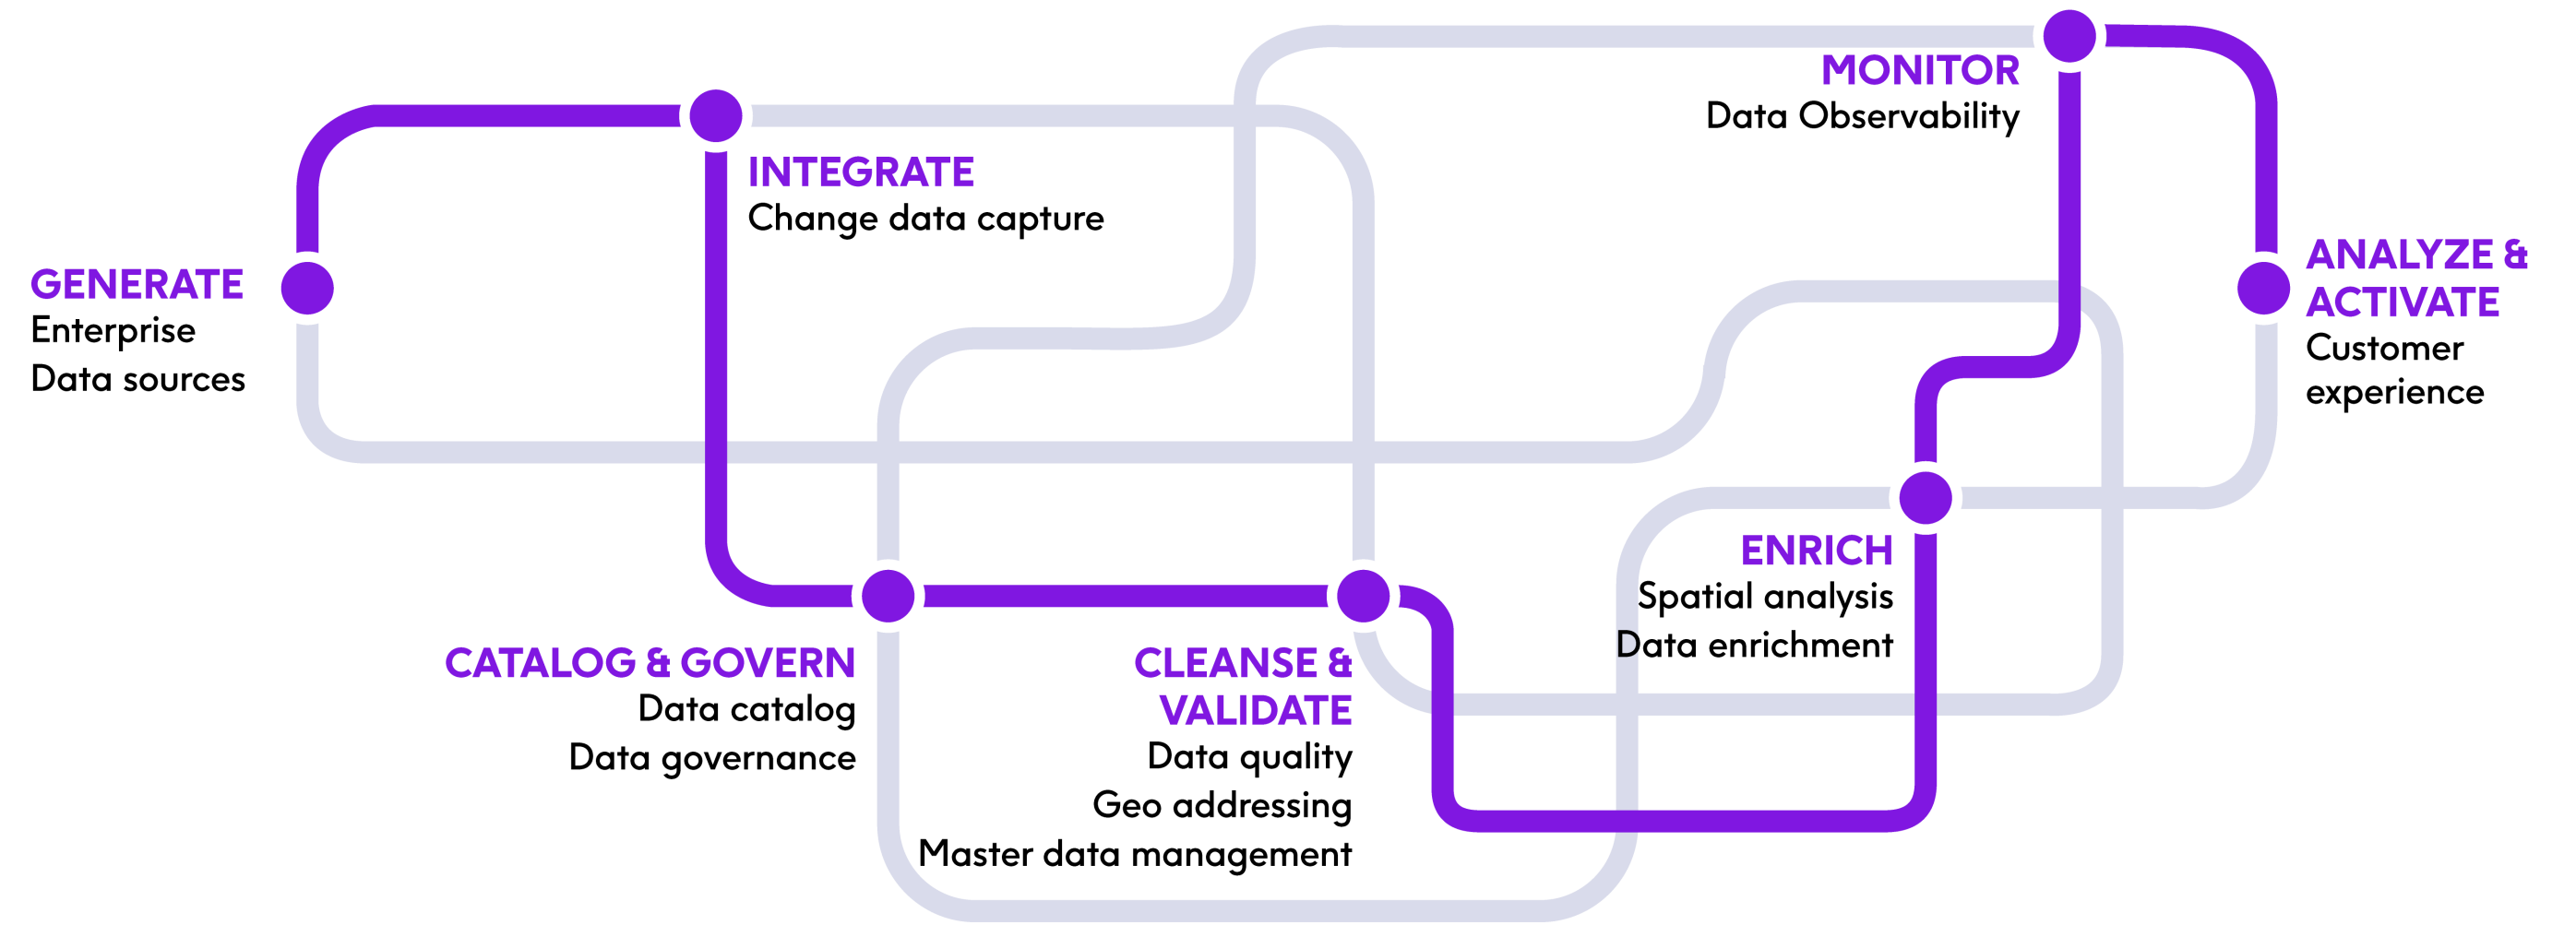 MONITOR
Data Observability
INTEGRATE
Change data capture
GENERATE
Enterprise
Data sources
ANALYZE &
ACTIVATE
Customer
experience
ENRICH
Spatial analysis
Data enrichment
CATALOG & GOVERN
Data catalog
Data governance
CLEANSE &
VALIDATE
Data quality
Geo addressing
Master data management